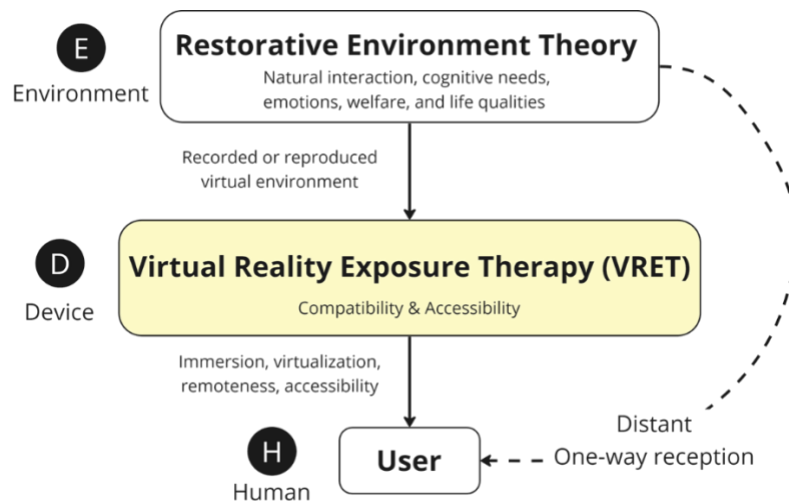 E
Environment
Restorative Environment Theory
Natural interaction, cognitive needs,
emotions, welfare, and life qualities
Recorded or reproduced
virtual environment
D
Device
Virtual Reality Exposure Therapy (VRET)
Compatibility & Accessibility
Immersion, virtualization,
remoteness, accessibility
H
Human
User
Distant
One-way reception